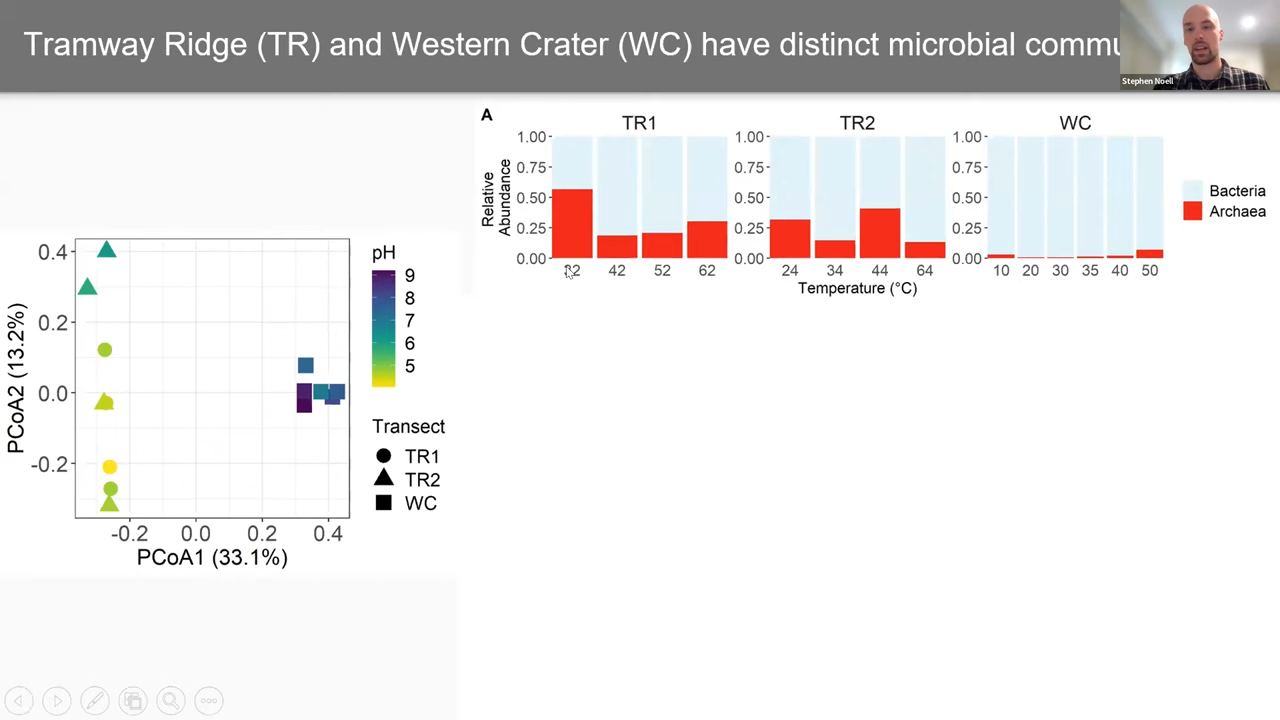 Tramway Ridge (TR) and Western Crater (WC) have distinct microbial
Stephen Noell
A
TR1
TR2
WC
Relative Abundance
1.00
0.75
0.50
0.25
0.00
42 52 62
1.00
0.75
0.50
0.25
0.00
24 34 44 64
1.00
0.75
0.50
0.25
0.00
10 20 30 35 40 50
Temperature (°C)
Bacteria
Archaea
PCoA2 (13.2%)
0.4
0.2
0.0
-0.2
-0.2 0.0 0.2 0.4
PCoA1 (33.1%)
pH
9
8
7
6
5
Transect
TR1
TR2
WC